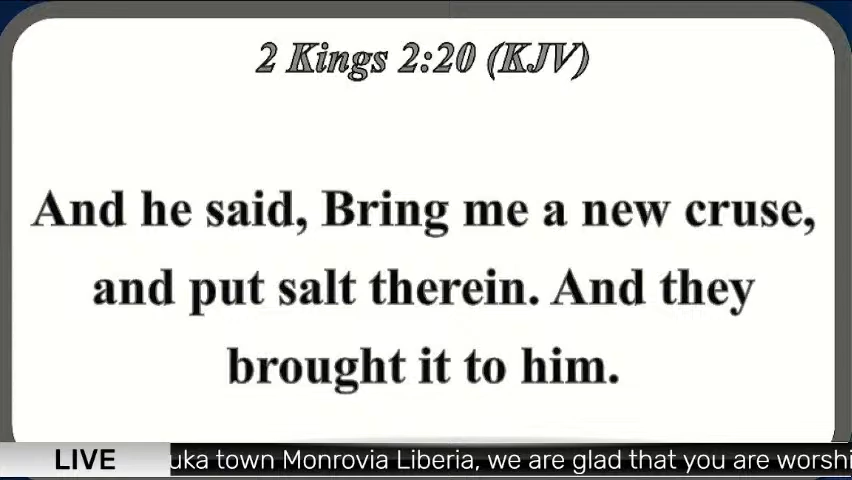 2 Kings 2:20 (KJV)
And he said, Bring me a new cruse,
and put salt therein. And they
brought it to him.
LIVE
town Monrovia Liberia, we are glad that you are